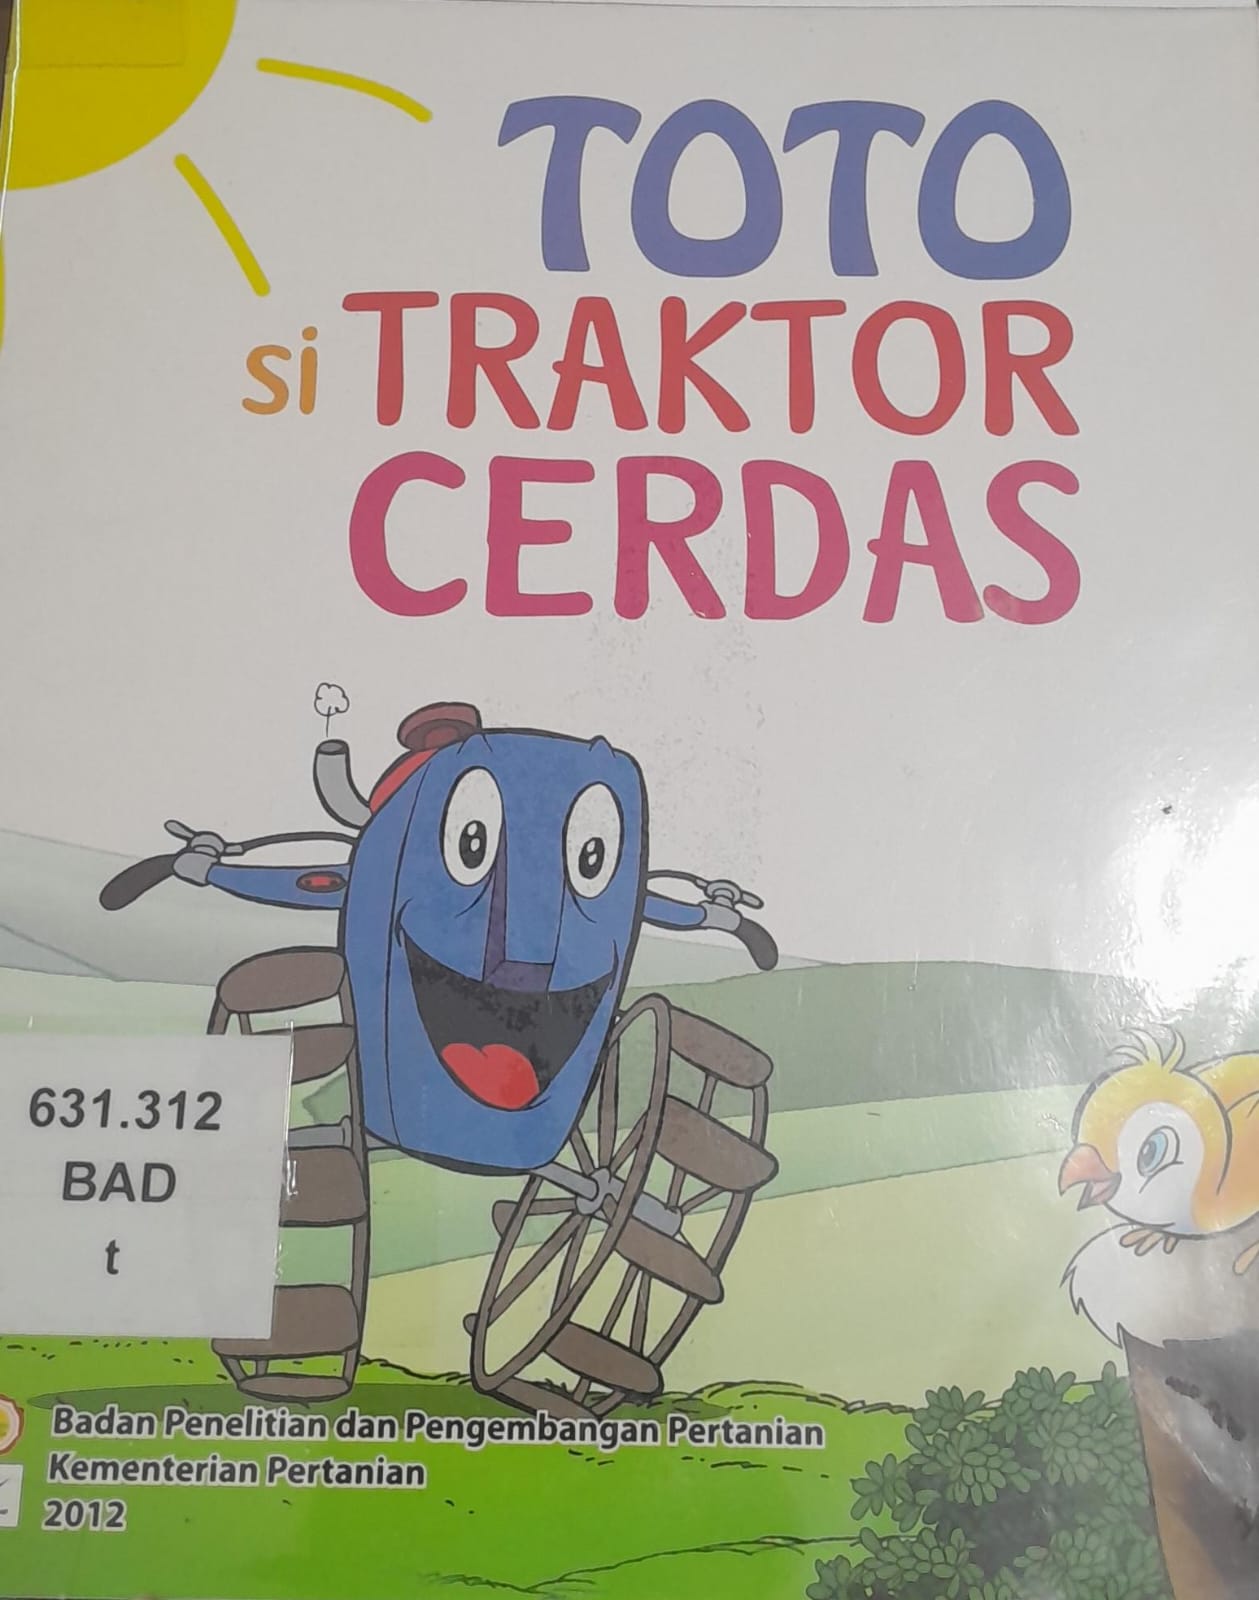 TOTO
si TRAKTOR
CERDAS
631.312
BAD
t
Badan Penelitian dan Pengembangan Pertanian
Kementerian Pertanian
2012